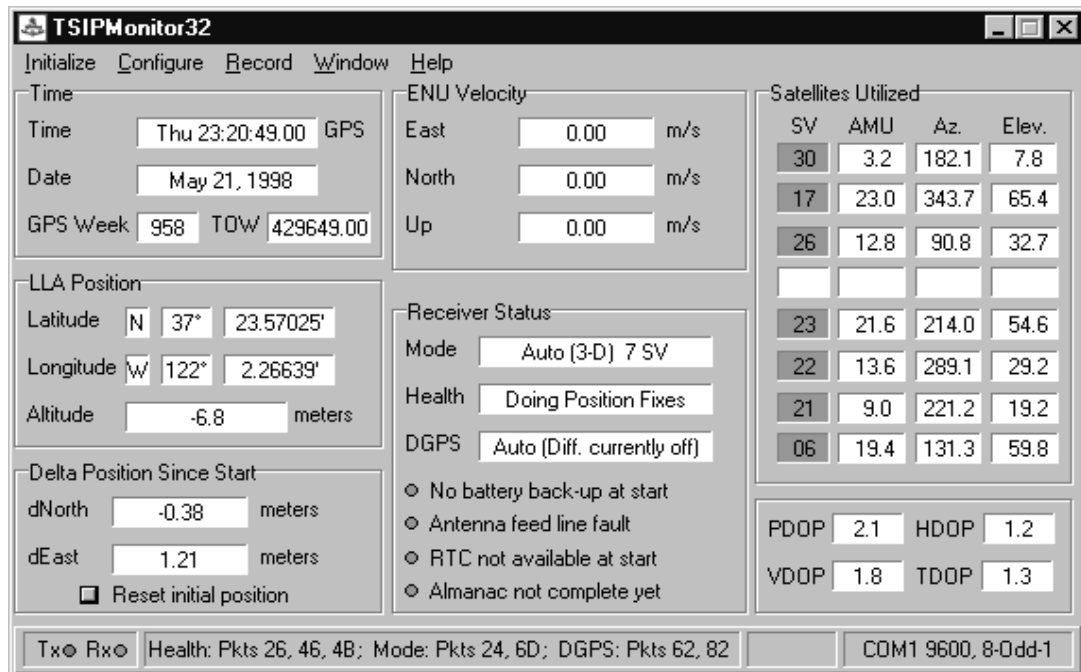 TSIPMonitor32
Initialize Configure Record Window Help
Time
Time Thu 23:20:49.00 GPS
Date May 21, 1998
GPS Week 958 TOW 429649.00
LLA Position
Latitude N 37° 23.57025'
Longitude W 122° 2.26639'
Altitude -6.8 meters
Delta Position Since Start
dNorth -0.38 meters
dEast 1.21 meters
Reset initial position
ENU Velocity
East 0.00 m/s
North 0.00 m/s
Up 0.00 m/s
Receiver Status
Mode Auto (3-D) 7 SV
Health Doing Position Fixes
DGPS Auto (Diff. currently off)
No battery back-up at start
Antenna feed line fault
RTC not available at start
Almanac not complete yet
Satellites Utilized
SV AMU Az. Elev.
30 3.2 182.1 7.8
17 23.0 343.7 65.4
26 12.8 90.8 32.7
23 21.6 214.0 54.6
22 13.6 289.1 29.2
21 9.0 221.2 19.2
06 19.4 131.3 59.8
PDOP 2.1 HDOP 1.2
VDOP 1.8 TDOP 1.3
Tx Rx Health: Pkts 26, 46, 4B; Mode: Pkts 24, 6D; DGPS: Pkts 62, 82 COM1 9600, 8-Odd-1